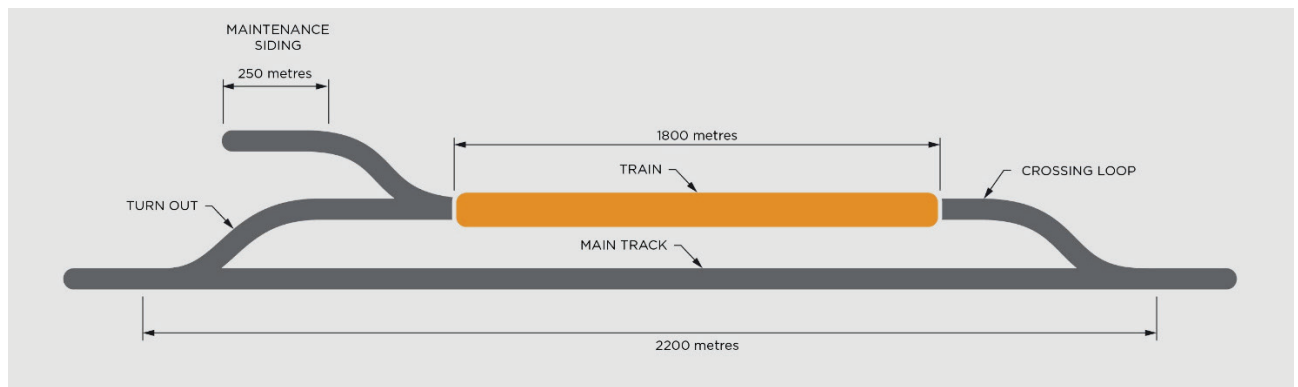 MAINTENANCE
SIDING
250 metres
1800 metres
TRAIN
CROSSING LOOP
TURN OUT
MAIN TRACK
2200 metres